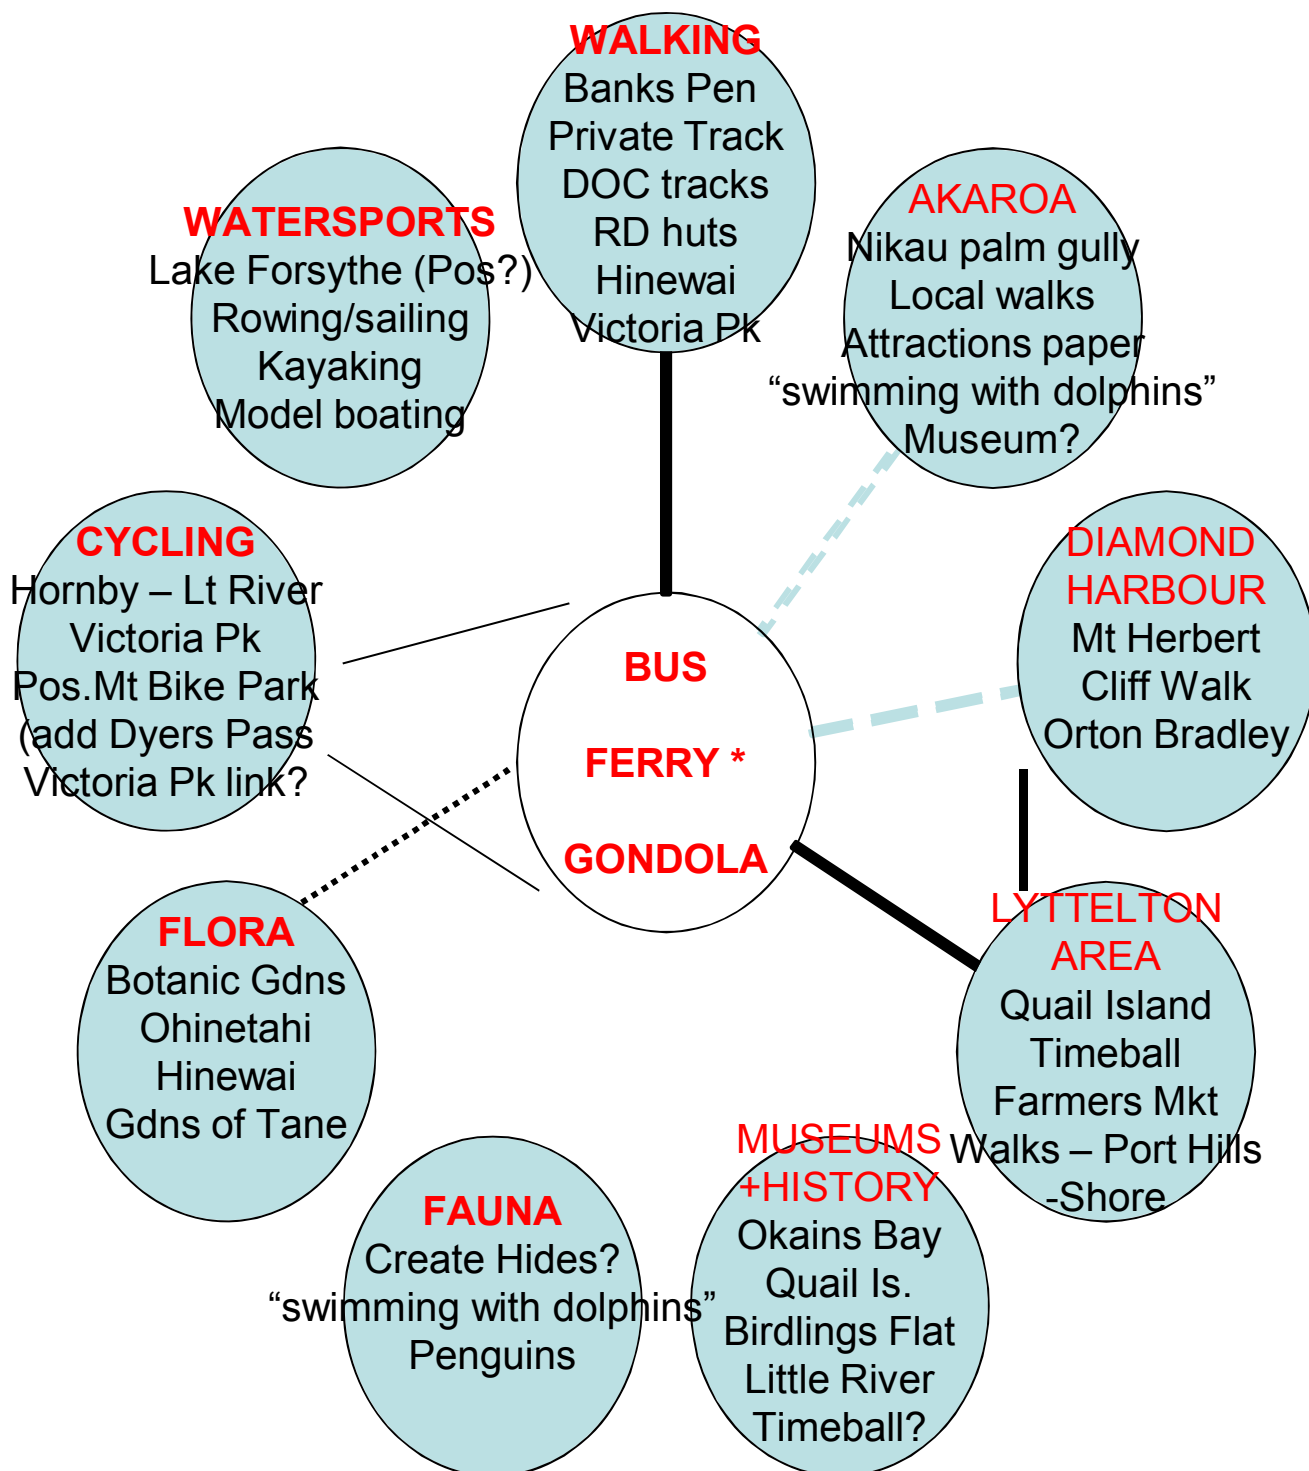 WALKING
Banks Pen
Private Track
DOC tracks
RD huts
Hinewai
Victoria Pk
WATERSPORTS
Lake Forsythe (Pos?)
Rowing/sailing
Kayaking
Model boating
AKAROA
Nikau palm gully
Local walks
Attractions paper
“swimming with dolphins”
Museum?
CYCLING
Hornby – Lt River
Victoria Pk
Pos.Mt Bike Park
(add Dyers Pass
Victoria Pk link?
BUS
FERRY *
GONDOLA
DIAMOND
HARBOUR
Mt Herbert
Cliff Walk
Orton Bradley
FLORA
Botanic Gdns
Ohinetahi
Hinewai
Gdns of Tane
LYTTELTON
AREA
Quail Island
Timeball
Farmers Mkt
Walks – Port Hills
-Shore
FAUNA
Create Hides?
“swimming with dolphins”
Penguins
MUSEUMS
+HISTORY
Okains Bay
Quail Is.
Birdlings Flat
Little River
Timeball?